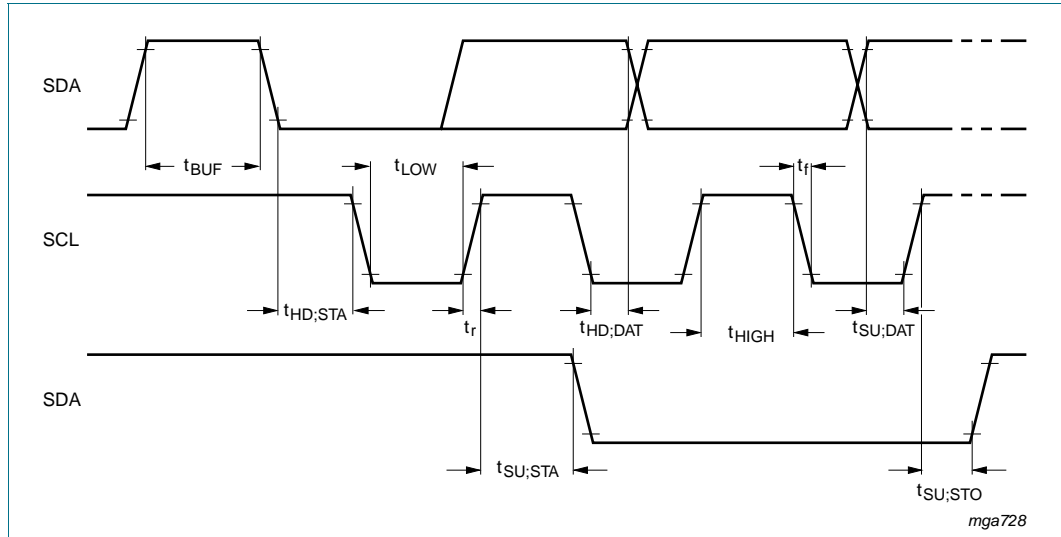 SDA
tBUF
tLOW
tf
SCL
tHD;STA
tr
tHD;DAT
tHIGH
tSU;DAT
SDA
tSU;STA
tSU;STO
mga728